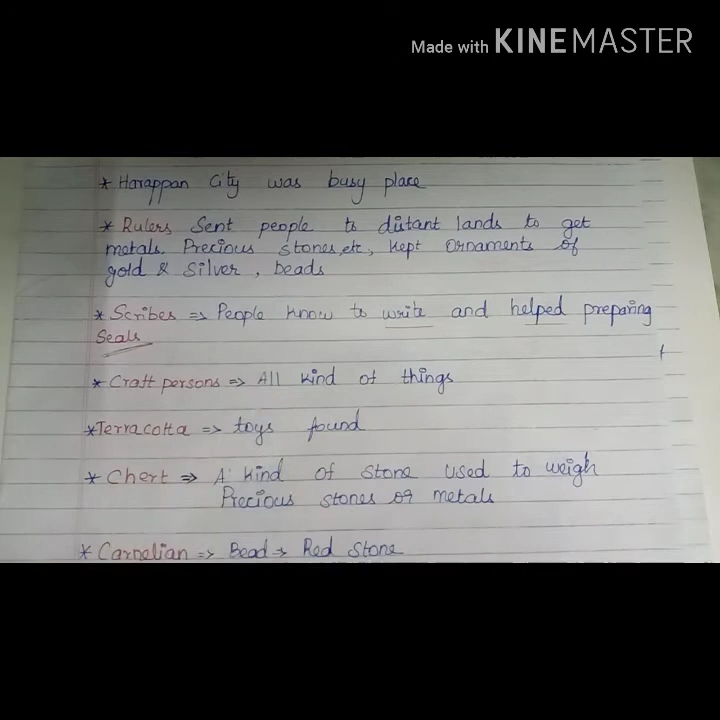 Made with KINEMASTER
* Harappan City was busy place
* Rulers Sent people to distant lands to get
metals, Precious stones, etc, kept Ornaments of
gold & Silver, beads
* Scribes => People know to write and helped preparing
Seals
* Craft persons => All kind of things
* Terracotta => toys found
* Chert => A kind of stone used to weigh
Precious stones or metals
* Carnelian => Bead -> Red Stone